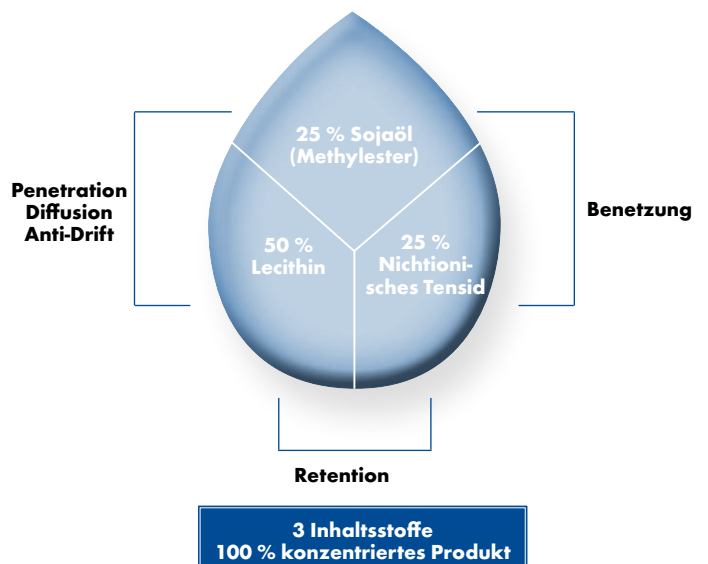 25 % Sojaöl
(Methylester)
Penetration
Diffusion
Anti-Drift
Benetzung
50 %
Lecithin
25 %
Nichtioni-
sches Tensid
Retention
3 Inhaltsstoffe
100 % konzentriertes Produkt